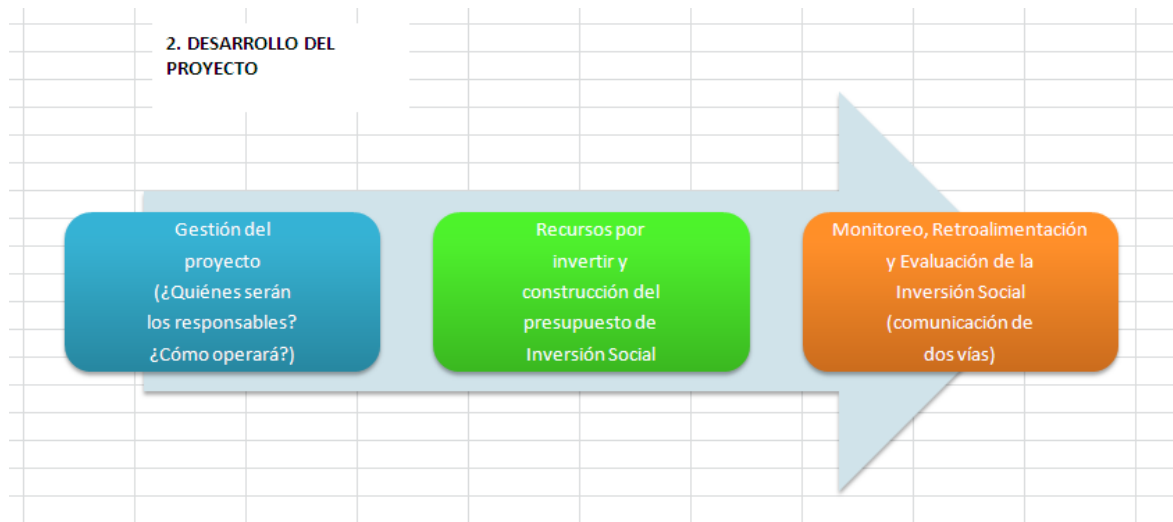 2. DESARROLLO DEL
PROYECTO
Gestión del
proyecto
(¿Quiénes serán
los responsables?
¿Cómo operará?)
Recursos por
invertir y
construcción del
presupuesto de
Inversión Social
Monitoreo, Retroalimentación
y Evaluación de la
Inversión Social
(comunicación de
dos vías)